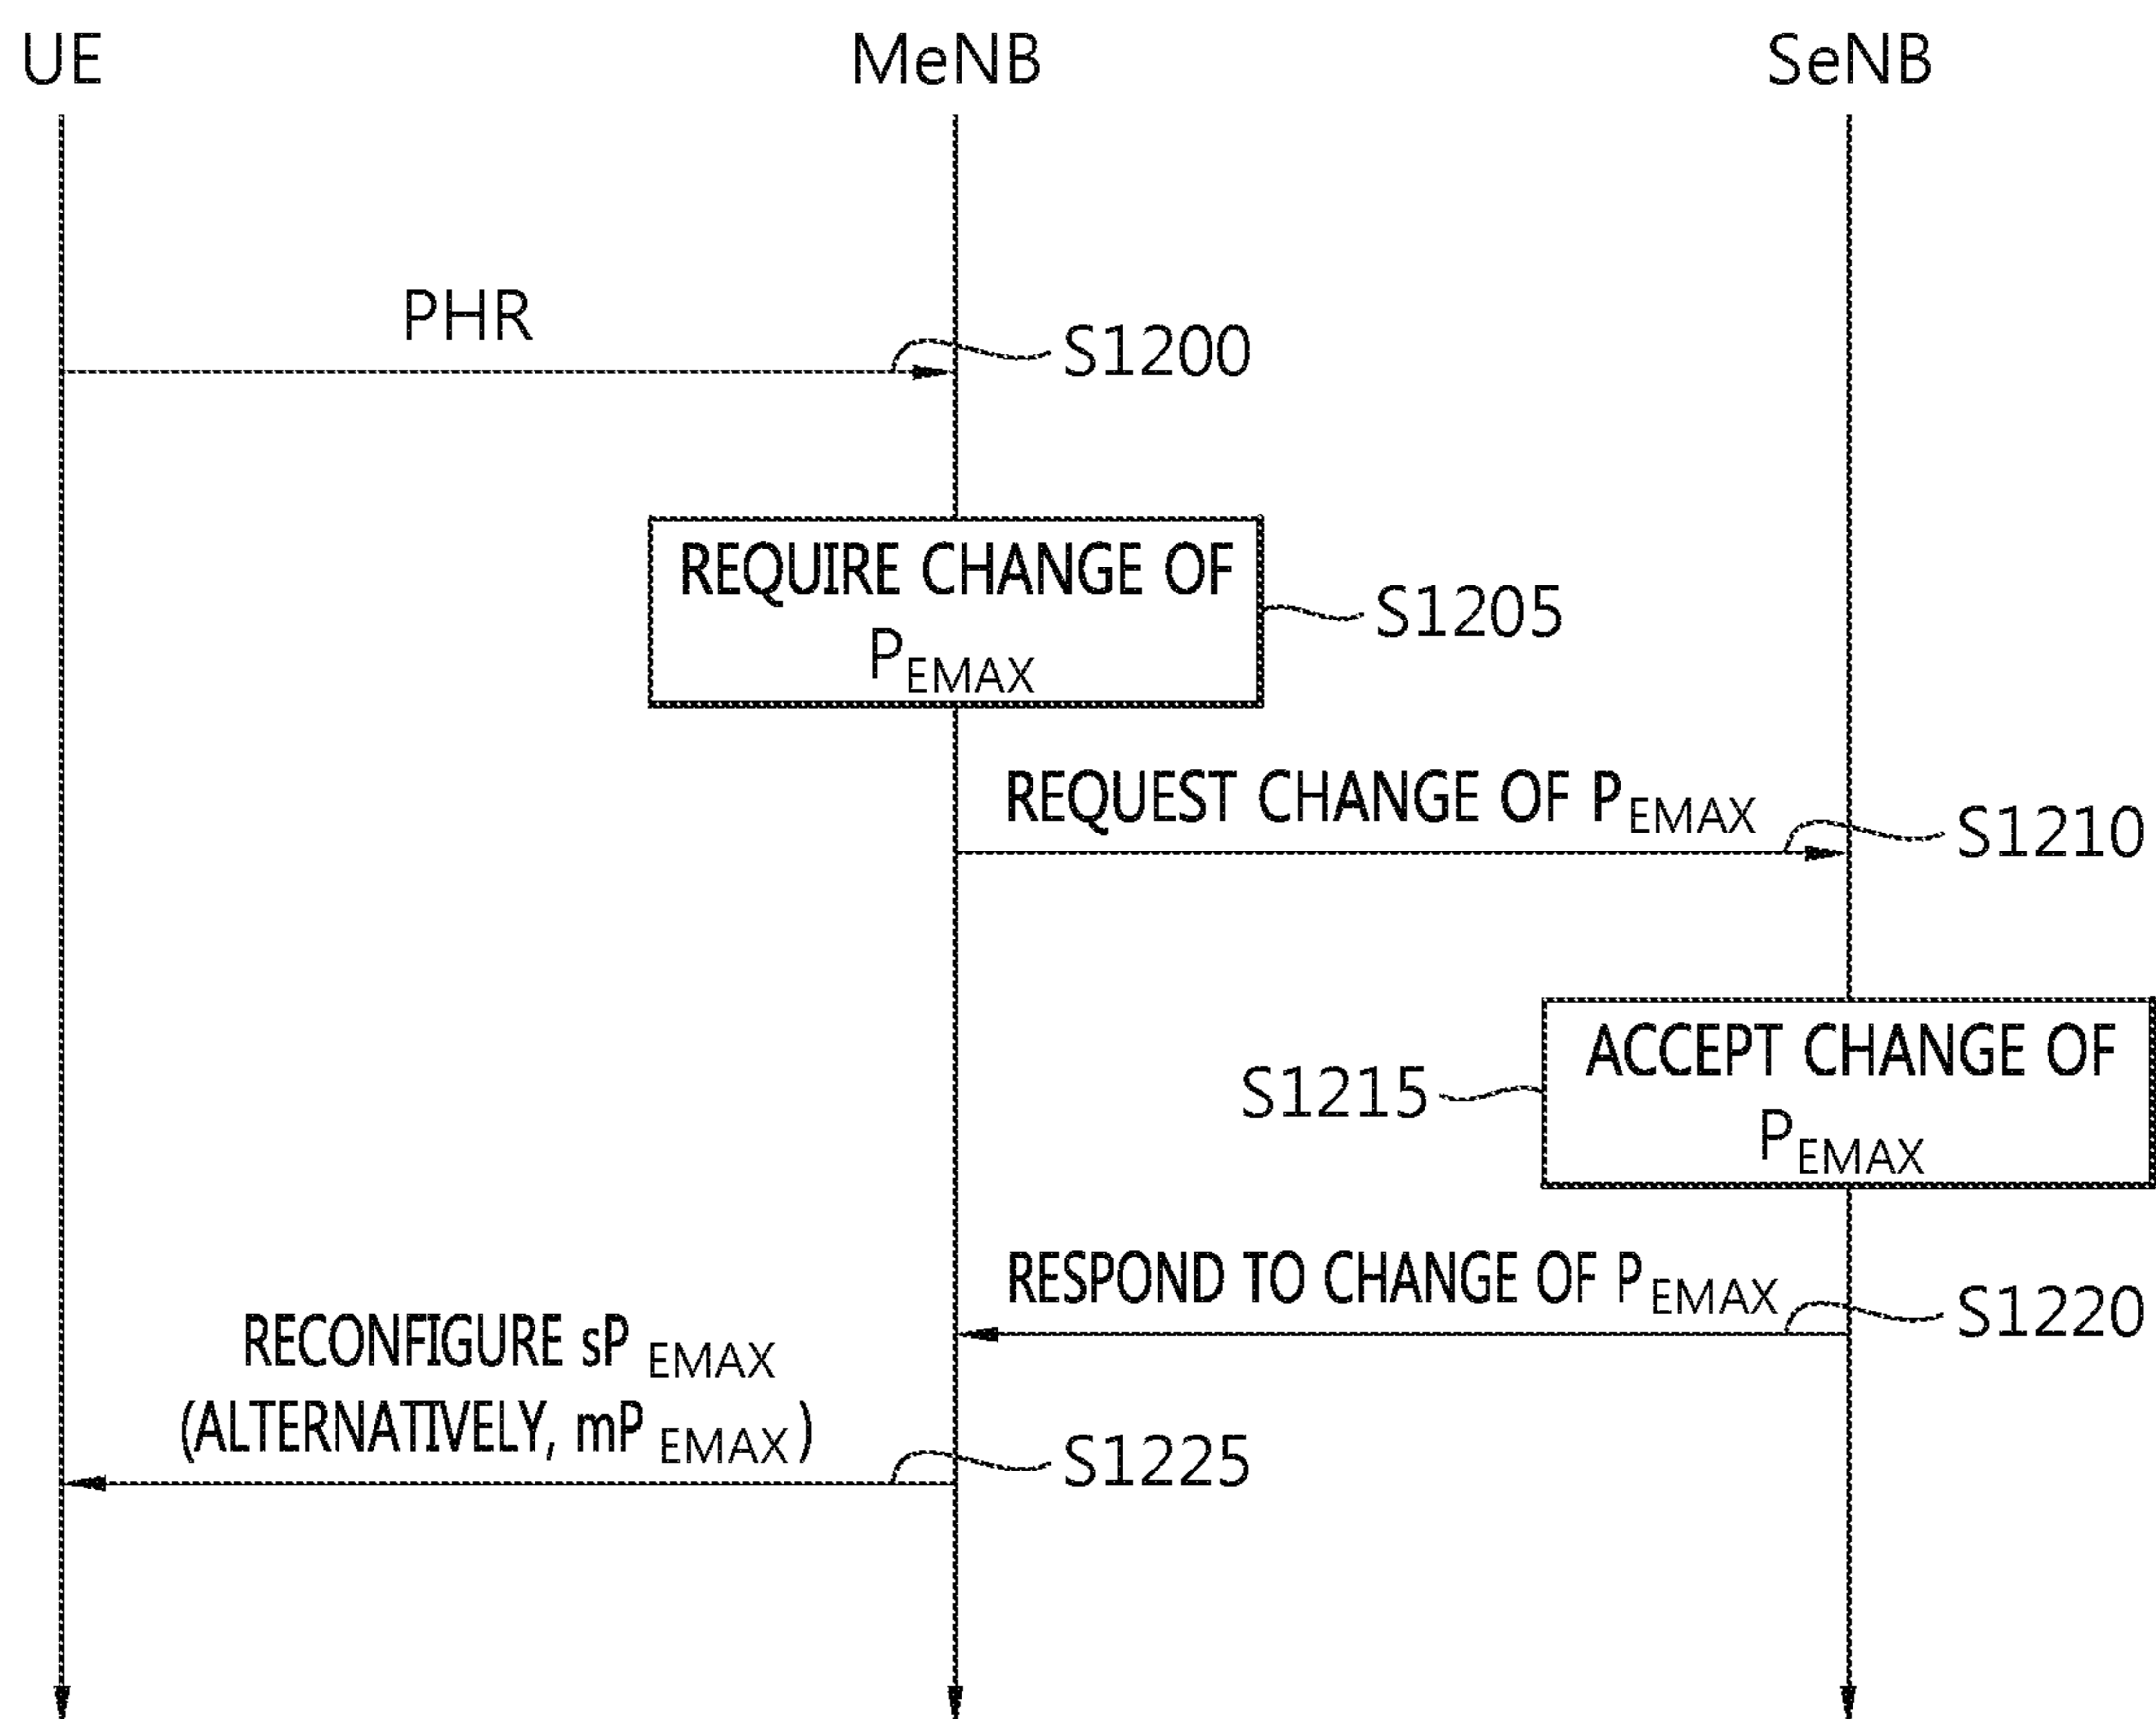 UE
MeNB
SeNB
PHR
S1200
REQUIRE CHANGE OF
PEMAX
S1205
REQUEST CHANGE OF PEMAX
S1210
ACCEPT CHANGE OF
PEMAX
S1215
RESPOND TO CHANGE OF PEMAX
S1220
RECONFIGURE sP EMAX
(ALTERNATIVELY, mP EMAX)
S1225